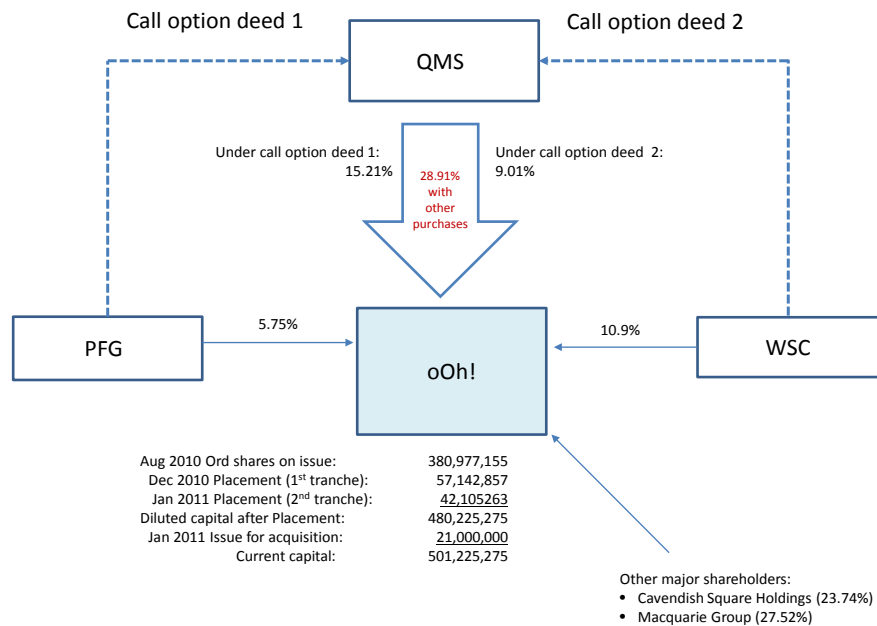 Call option deed 1
Call option deed 2
QMS
Under call option deed 1:
15.21%
Under call option deed  2:
9.01%
28.91%
with
other
purchases
5.75%
10.9%
PFG
oOh!
WSC
Aug 2010 Ord shares on issue: 380,977,155
Dec 2010 Placement (1st tranche): 57,142,857
Jan 2011 Placement (2nd tranche): 42,105263
Diluted capital after Placement: 480,225,275
Jan 2011 Issue for acquisition: 21,000,000
Current capital: 501,225,275
Other major shareholders:
• Cavendish Square Holdings (23.74%)
• Macquarie Group (27.52%)